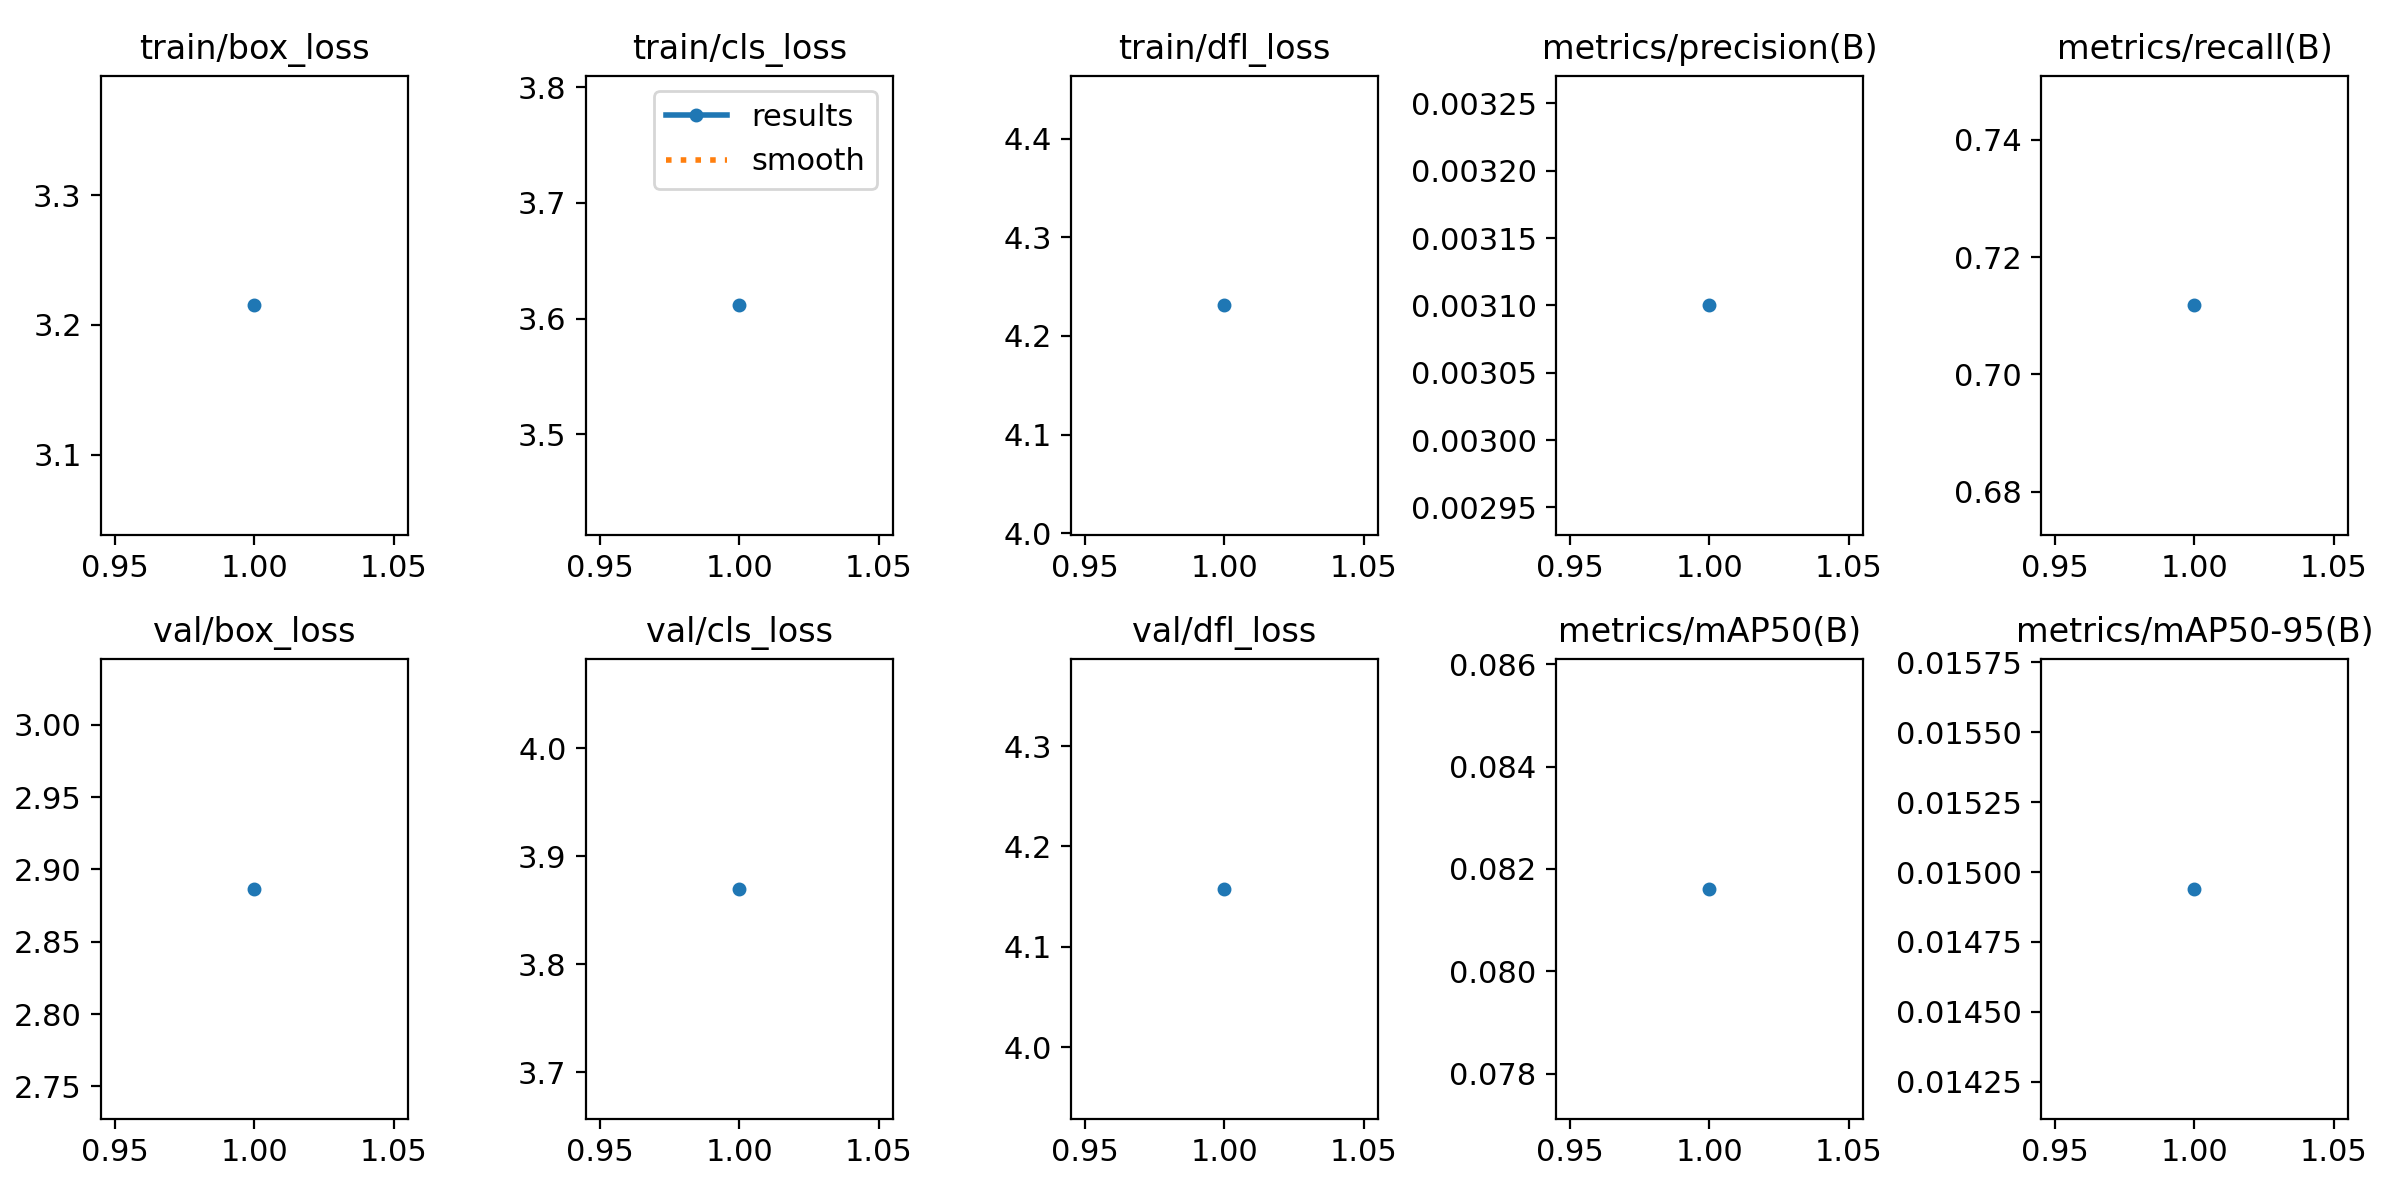 train/box_loss
3.3
3.2
3.1
0.95 1.00 1.05
train/cls_loss
results
smooth
3.8
3.7
3.6
3.5
0.95 1.00 1.05
train/dfl_loss
4.4
4.3
4.2
4.1
4.0
0.95 1.00 1.05
metrics/precision(B)
0.00325
0.00320
0.00315
0.00310
0.00305
0.00300
0.00295
0.95 1.00 1.05
metrics/recall(B)
0.74
0.72
0.70
0.68
0.95 1.00 1.05
val/box_loss
3.00
2.95
2.90
2.85
2.80
2.75
0.95 1.00 1.05
val/cls_loss
4.0
3.9
3.8
3.7
0.95 1.00 1.05
val/dfl_loss
4.3
4.2
4.1
4.0
0.95 1.00 1.05
metrics/mAP50(B)
0.086
0.084
0.082
0.080
0.078
0.95 1.00 1.05
metrics/mAP50-95(B)
0.01575
0.01550
0.01525
0.01500
0.01475
0.01450
0.01425
0.95 1.00 1.05